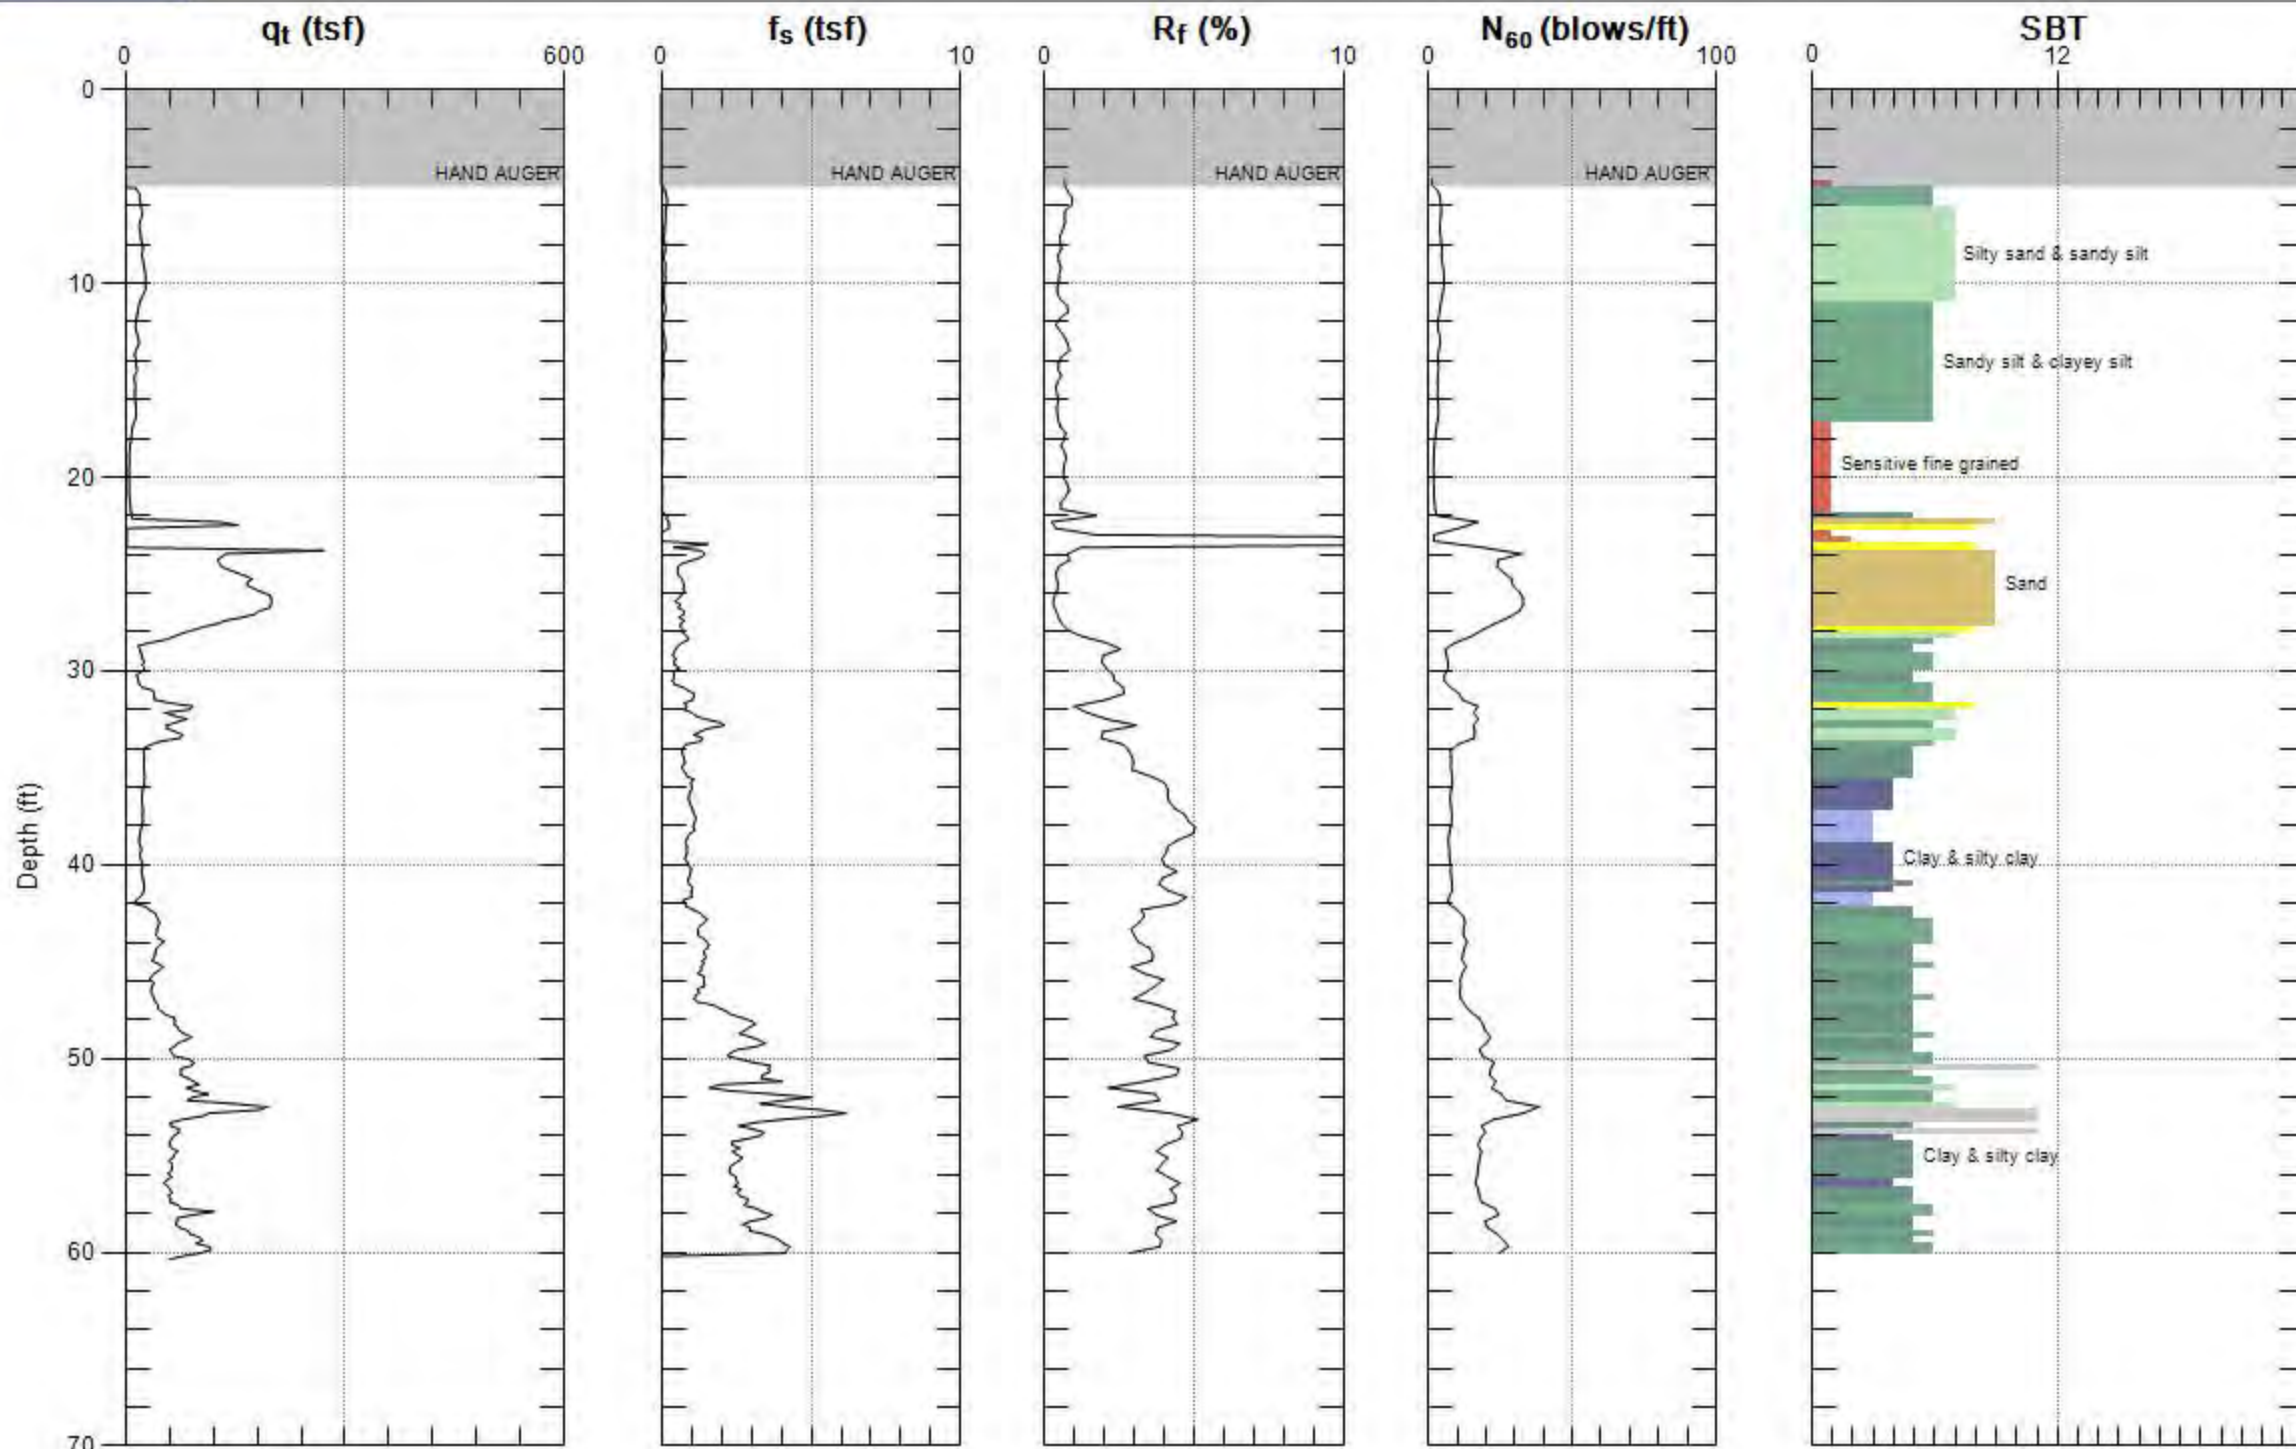 qt (tsf) fs (tsf) Rf (%) N60 (blows/ft) SBT
0 600 0 10 0 10 0 100 0 12
0
HAND AUGER HAND AUGER HAND AUGER HAND AUGER
Silty sand & sandy silt
10
Sandy silt & clayey silt
Sensitive fine grained
20
Sand
30
Depth (ft)
Clay & silty clay
40
50
Clay & silty clay
60
70